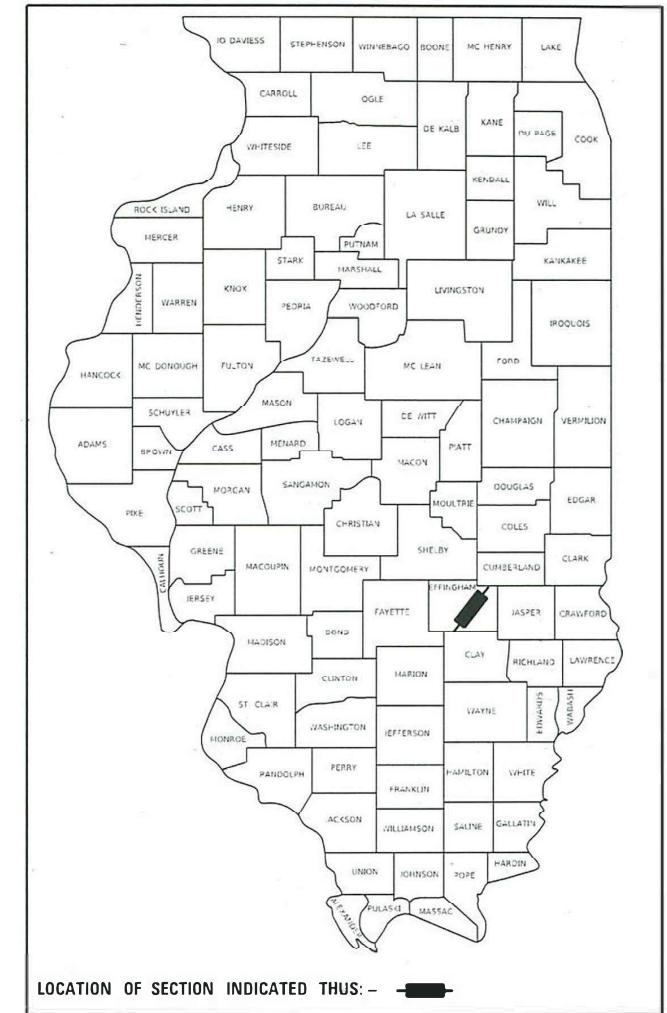 JO DAVIESS STEPHENSON WINNEBAGO BOONE MC HENRY LAKE
CARROLL OGLE DE KALB KANE DU PAGE COOK
WHITESIDE LEE KENDALL
ROCK ISLAND HENRY BUREAU LA SALLE GRUNDY WILL
MERCER PUTNAM
STARK MARSHALL KANKAKEE
HENDERSON WARREN KNOX PEORIA WOODFORD LIVINGSTON IROQUOIS
HANCOCK MC DONOUGH FULTON TAZEWELL MC LEAN FORD
SCHUYLER MASON LOGAN DE WITT CHAMPAIGN VERMILION
ADAMS BROWN CASS MENARD MACON PIATT
PIKE SCOTT MORGAN SANGAMON MOULTRIE DOUGLAS EDGAR
CHRISTIAN COLES
CALHOUN GREENE MACOUPIN MONTGOMERY SHELBY CUMBERLAND CLARK
JERSEY FAYETTE EFFINGHAM JASPER CRAWFORD
MADISON BOND
CLINTON MARION CLAY RICHLAND LAWRENCE
ST. CLAIR WAYNE EDWARDS WABASH
MONROE WASHINGTON JEFFERSON
RANDOLPH PERRY FRANKLIN HAMILTON WHITE
JACKSON WILLIAMSON SALINE GALLATIN
UNION JOHNSON POPE HARDIN
ALEXANDER PULASKI MASSAC
LOCATION OF SECTION INDICATED THUS: –